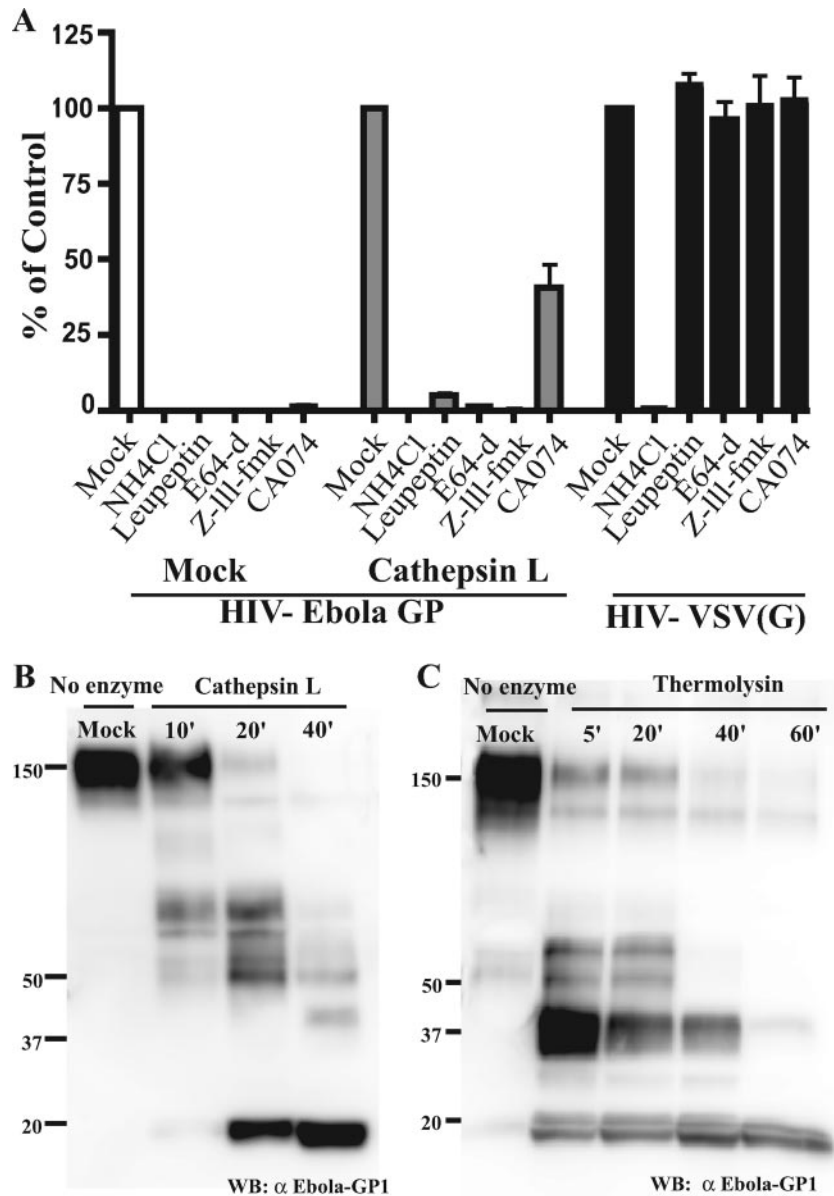 A
125
100
75
50
25
0
% of Control
Mock
NH4Cl
Leupeptin
E64-d
Z-lll-fmk
CA074
Mock
NH4Cl
Leupeptin
E64-d
Z-lll-fmk
CA074
Mock
NH4Cl
Leupeptin
E64-d
Z-lll-fmk
CA074
Mock Cathepsin L
HIV- Ebola GP HIV- VSV(G)
B
No enzyme Cathepsin L
Mock 10' 20' 40'
150
50
37
20
WB: α Ebola-GP1
C
No enzyme Thermolysin
Mock 5' 20' 40' 60'
150
50
37
20
WB: α Ebola-GP1